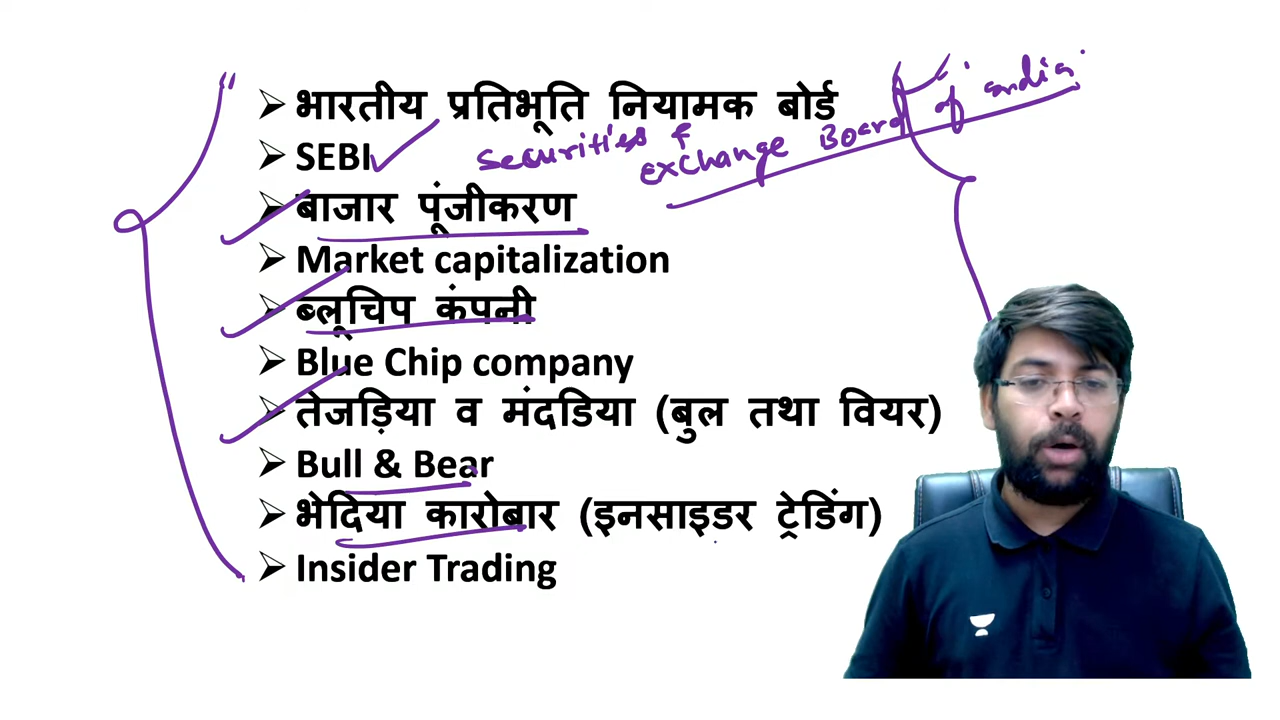 भारतीय प्रतिभूति नियामक बोर्ड
SEBI
Securities &
Exchange Board of India
बाजार पूंजीकरण
Market capitalization
ब्लूचिप कंपनी
Blue Chip company
तेजड़िया व मंदडिया (बुल तथा वियर)
Bull & Bear
भेदिया कारोबार (इनसाइडर ट्रेडिंग)
Insider Trading